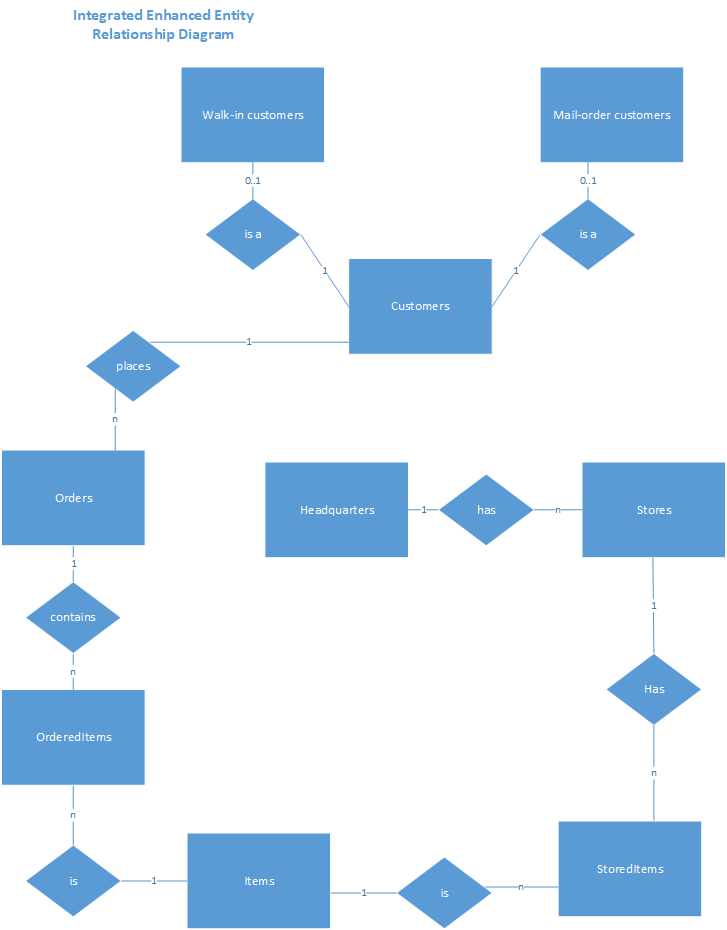 Integrated Enhanced Entity
Relationship Diagram
Walk-in customers
Mail-order customers
0..1
0..1
is a
is a
1
1
Customers
1
places
n
Orders
Headquarters
1
has
n
Stores
1
contains
1
n
Has
OrderedItems
n
n
is
1
Items
1
is
n
StoredItems